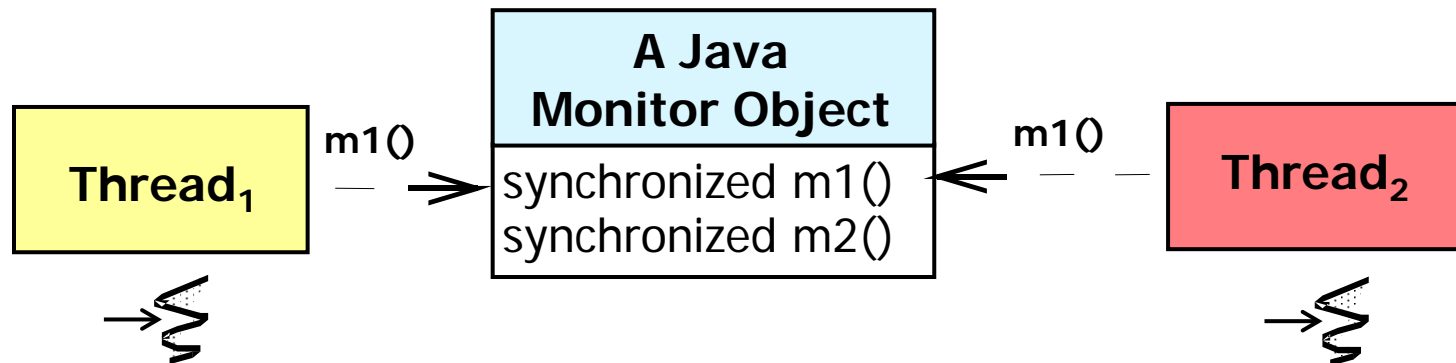 A Java
Monitor Object
m1()
m1()
Thread₁
synchronized m1()
synchronized m2()
Thread₂